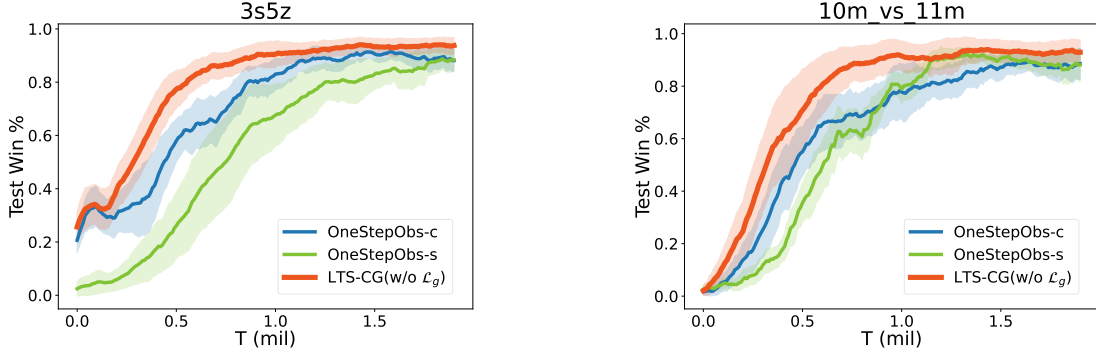 3s5z
Test Win %
1.0
0.8
0.6
0.4
0.2
0.0
0.0 0.5 1.0 1.5
T (mil)
OneStepObs-c
OneStepObs-s
LTS-CG(w/o ℒg)
10m_vs_11m
Test Win %
1.0
0.8
0.6
0.4
0.2
0.0
0.0 0.5 1.0 1.5
T (mil)
OneStepObs-c
OneStepObs-s
LTS-CG(w/o ℒg)